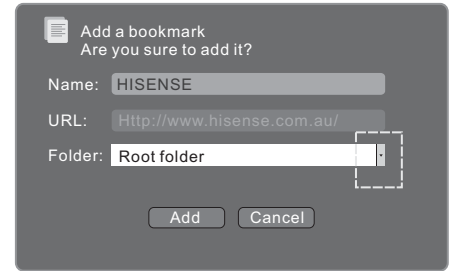 Add a bookmark
Are you sure to add it?
Name: HISENSE
URL: Http://www.hisense.com.au/
Folder: Root folder
Add Cancel